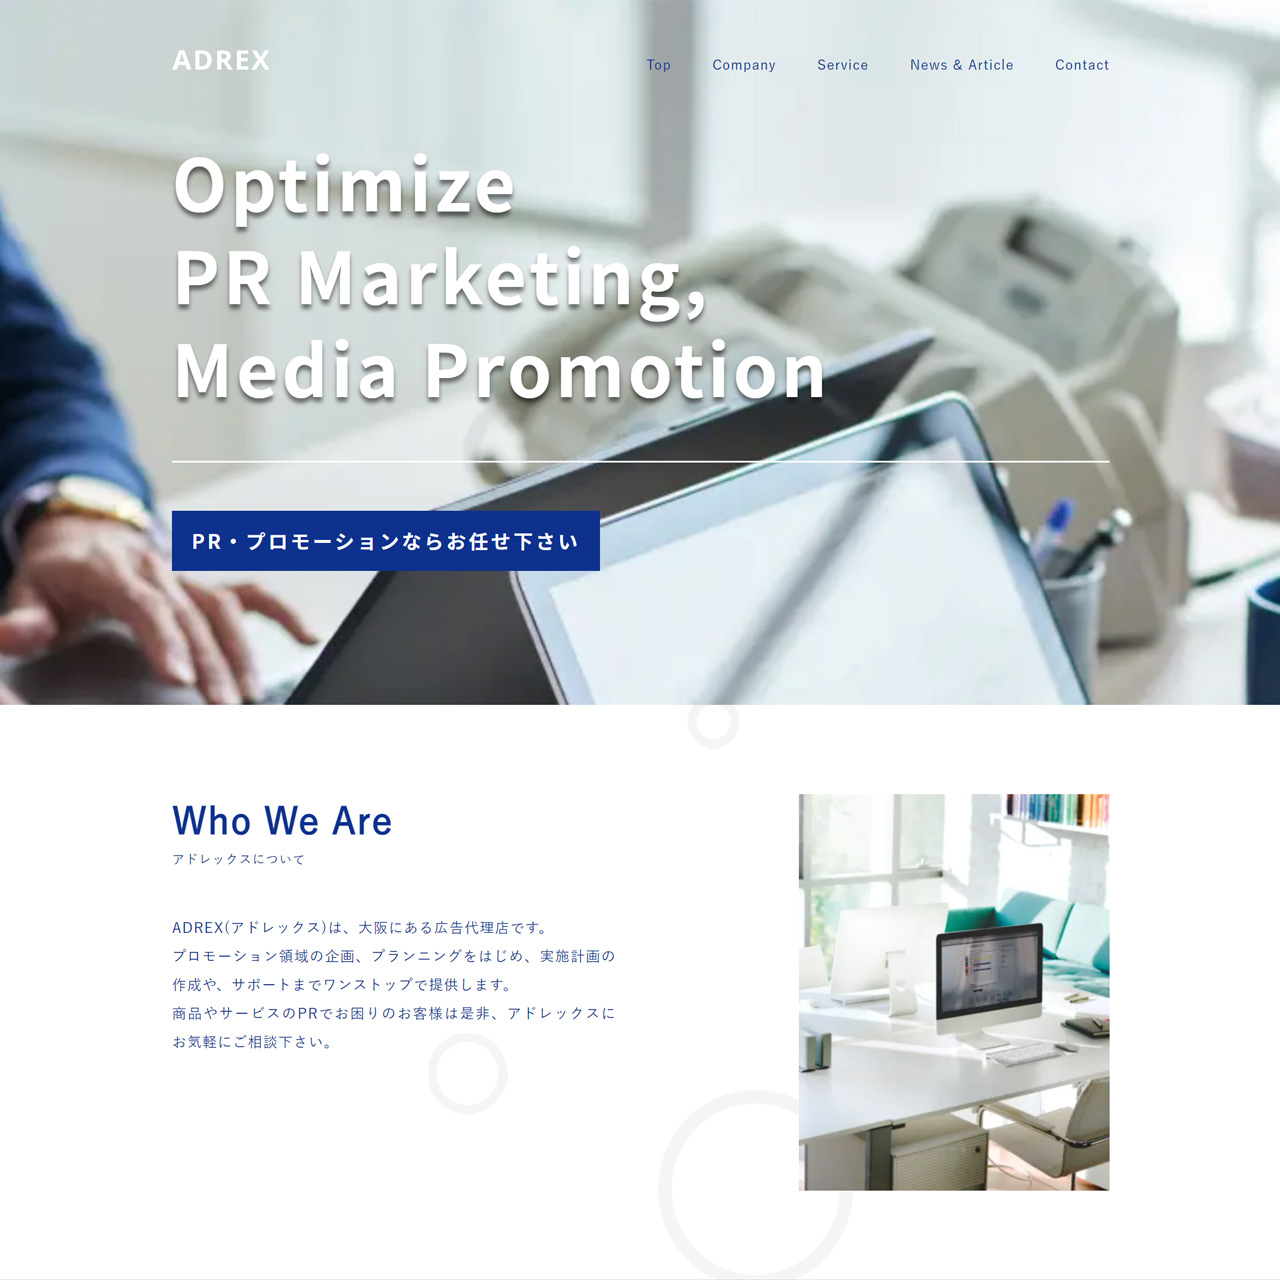 ADREX
Top
Company
Service
News & Article
Contact
Optimize
PR Marketing,
Media Promotion
PR・プロモーションならお任せ下さい
Who We Are
アドレックスについて
ADREX(アドレックス)は、大阪にある広告代理店です。
プロモーション領域の企画、プランニングをはじめ、実施計画の
作成や、サポートまでワンストップで提供します。
商品やサービスのPRでお困りのお客様は是非、アドレックスに
お気軽にご相談下さい。